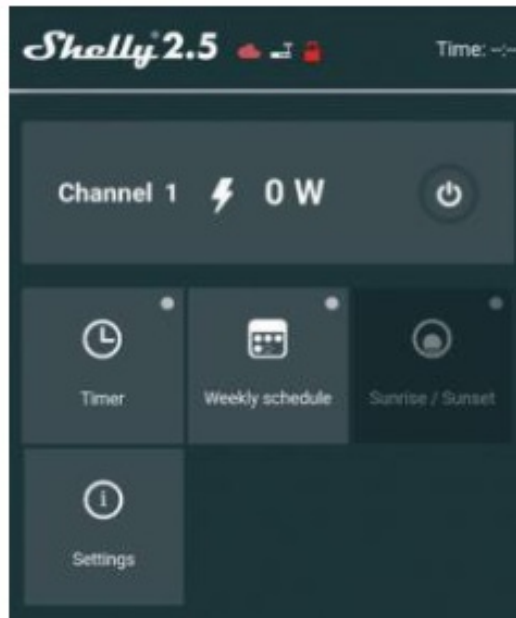 Shelly® 2.5 Time: --:--
Channel 1 0 W
Timer Weekly schedule Sunrise / Sunset
Settings